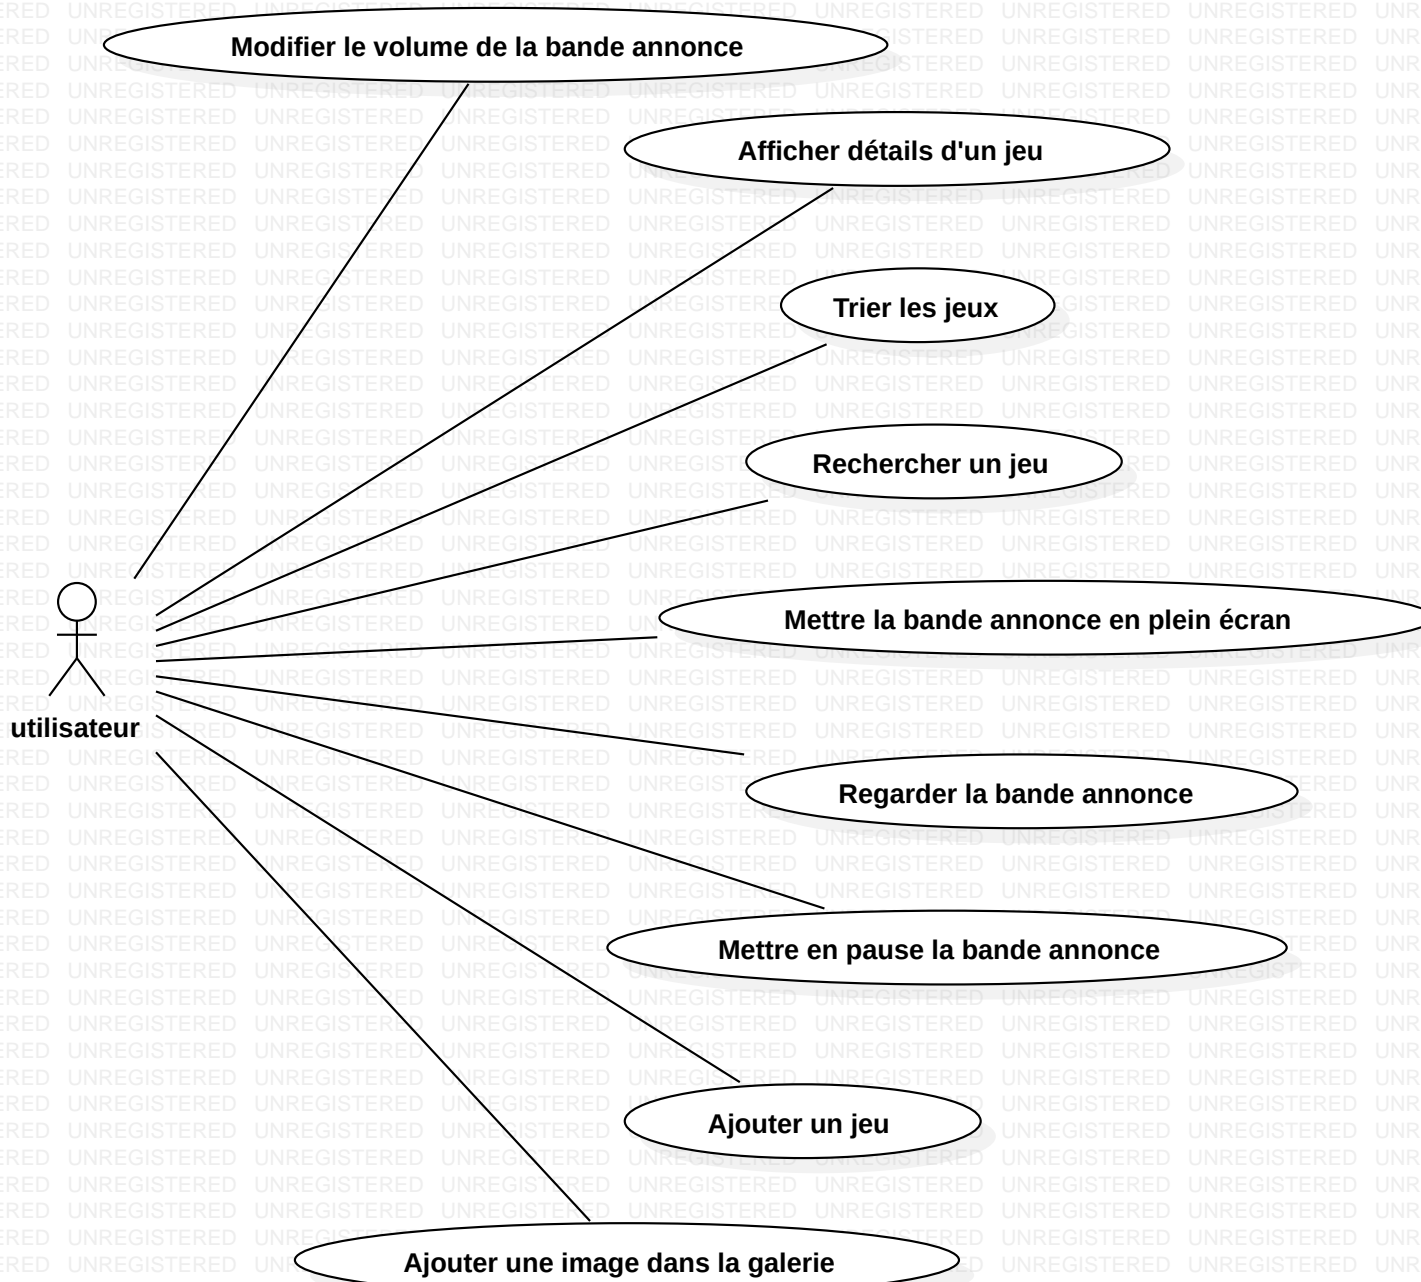 Modifier le volume de la bande annonce
Afficher détails d'un jeu
Trier les jeux
Rechercher un jeu
Mettre la bande annonce en plein écran
utilisateur
Regarder la bande annonce
Mettre en pause la bande annonce
Ajouter un jeu
Ajouter une image dans la galerie
UNREGISTERED